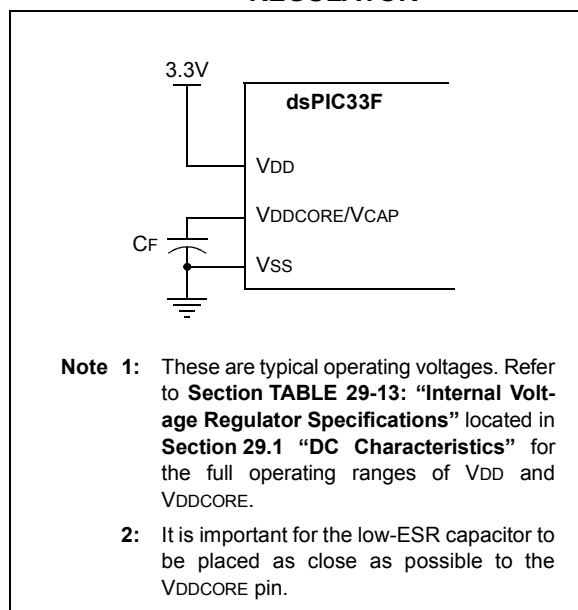 3.3V
dsPIC33F
VDD
VDDCORE/VCAP
CF
VSS
Note 1: These are typical operating voltages. Refer
to Section TABLE 29-13: “Internal Volt-
age Regulator Specifications” located in
Section 29.1 “DC Characteristics” for
the full operating ranges of VDD and
VDDCORE.
2: It is important for the low-ESR capacitor to
be placed as close as possible to the
VDDCORE pin.